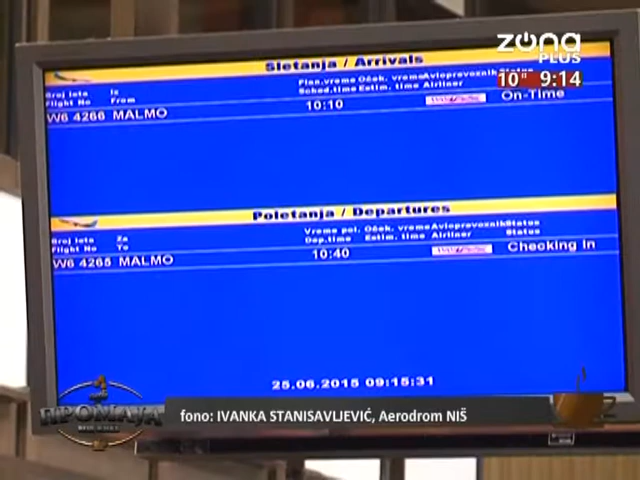 zona
PLUS
10° 9:14
Sletanja / Arrivals
Broj leta Iz Plan.vreme Oček. vreme Avioprevoznik Status
Flight No From Sched.time Estim. time Airliner
W6 4266 MALMO 10:10 On-Time
Poletanja / Departures
Broj leta Za Vreme pol. Oček. vreme Avioprevoznik Status
Flight No To Dep.time Estim. time Airliner Status
W6 4265 MALMO 10:40 Checking In
25.06.2015 09:15:31
ПРОМАЈА
fono: IVANKA STANISAVLJEVIĆ, Aerodrom NIŠ